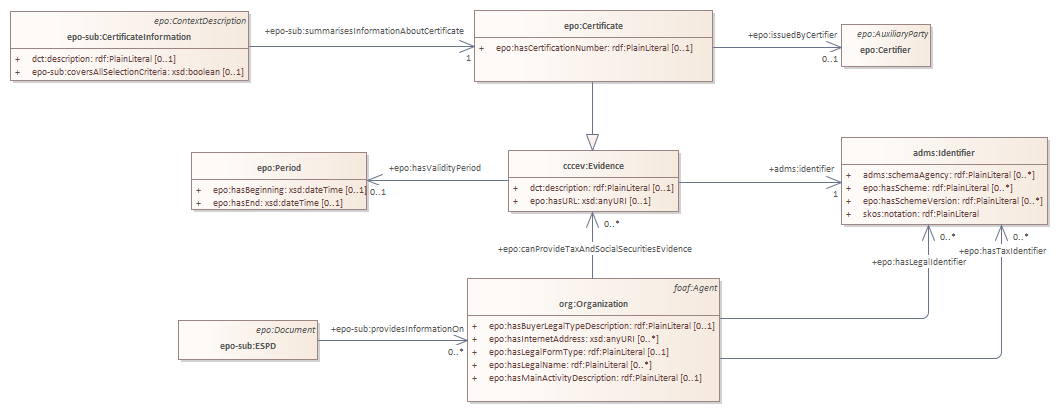 epo:ContextDescription
epo-sub:CertificateInformation
+ dct:description: rdf:PlainLiteral [0..1]
+ epo-sub:coversAllSelectionCriteria: xsd:boolean [0..1]
+epo-sub:summarisesInformationAboutCertificate
1
epo:Certificate
+ epo:hasCertificationNumber: rdf:PlainLiteral [0..1]
+epo:issuedByCertifier
0..1
epo:AuxiliaryParty
epo:Certifier
epo:Period
+ epo:hasBeginning: xsd:dateTime [0..1]
+ epo:hasEnd: xsd:dateTime [0..1]
+epo:hasValidityPeriod
0..1
cccev:Evidence
+ dct:description: rdf:PlainLiteral [0..1]
+ epo:hasURL: xsd:anyURI [0..1]
+adms:identifier
1
adms:Identifier
+ adms:schemaAgency: rdf:PlainLiteral [0..*]
+ epo:hasScheme: rdf:PlainLiteral [0..*]
+ epo:hasSchemeVersion: rdf:PlainLiteral [0..*]
+ skos:notation: rdf:PlainLiteral
0..*
+epo:canProvideTaxAndSocialSecuritiesEvidence
0..*
+epo:hasLegalIdentifier
0..*
+epo:hasTaxIdentifier
epo:Document
epo-sub:ESPD
+epo-sub:providesInformationOn
0..*
foaf:Agent
org:Organization
+ epo:hasBuyerLegalTypeDescription: rdf:PlainLiteral [0..1]
+ epo:hasInternetAddress: xsd:anyURI [0..*]
+ epo:hasLegalFormType: rdf:PlainLiteral [0..1]
+ epo:hasLegalName: rdf:PlainLiteral [0..*]
+ epo:hasMainActivityDescription: rdf:PlainLiteral [0..1]